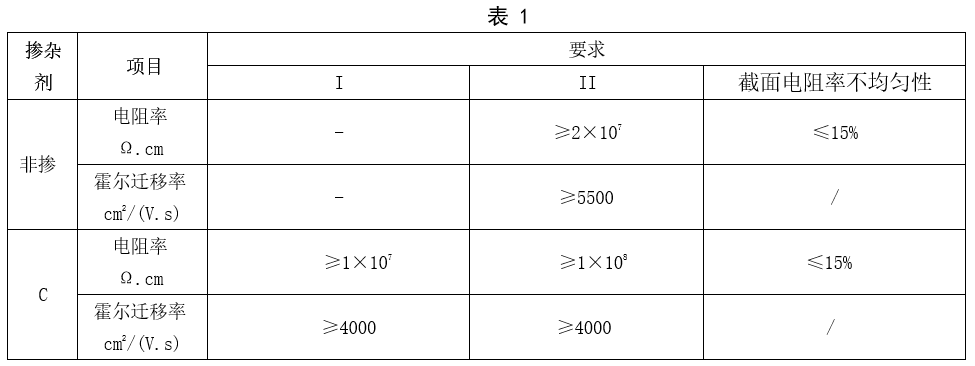 表 1
掺杂
剂
项目
要求
I
II
截面电阻率不均匀性
非掺
电阻率
Ω.cm
-
≥2×10⁷
≤15%
霍尔迁移率
cm²/(V.s)
-
≥5500
/
C
电阻率
Ω.cm
≥1×10⁷
≥1×10⁸
≤15%
霍尔迁移率
cm²/(V.s)
≥4000
≥4000
/